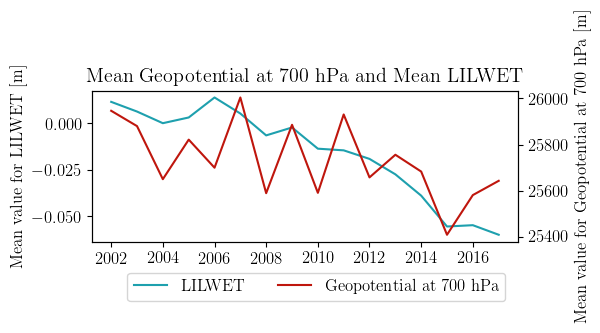 Mean Geopotential at 700 hPa and Mean LILWET
Mean value for LILWET [m]
0.000
−0.025
−0.050
26000
25800
25600
25400
Mean value for Geopotential at 700 hPa [m]
2002 2004 2006 2008 2010 2012 2014 2016
LILWET Geopotential at 700 hPa